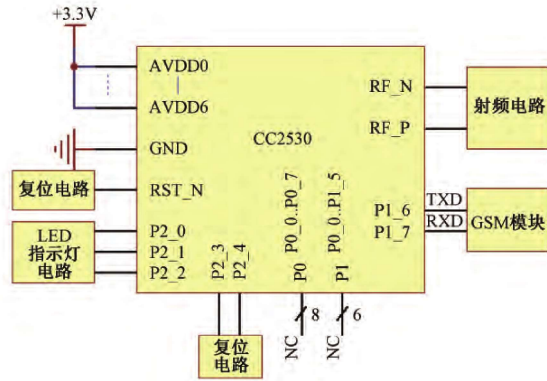 +3.3V
AVDD0
AVDD6
GND
复位电路
RST_N
LED
指示灯
电路
P2_0
P2_1
P2_2
CC2530
RF_N
RF_P
射频电路
P1_6
P1_7
TXD
RXD
GSM模块
P2_3
P2_4
P0
P0_0..P0_7
P1
P0_0..P1_5
复位
电路
8
6
NC
NC